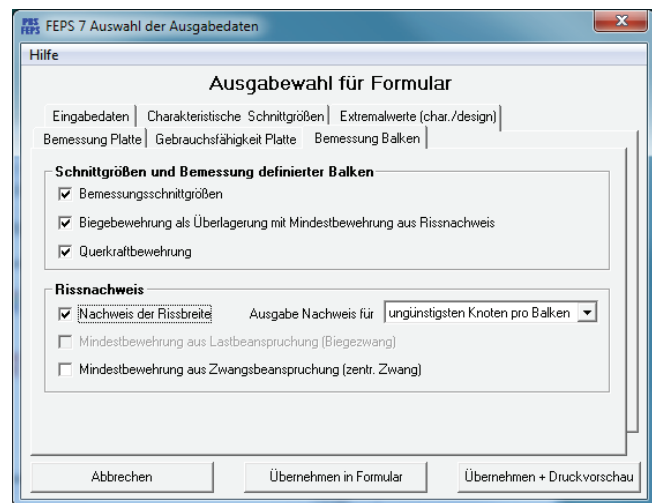 PBS FEPS FEPS 7 Auswahl der Ausgabedaten
Hilfe
Ausgabewahl für Formular
Eingabedaten Charakteristische Schnittgrößen Extremalwerte (char./design)
Bemessung Platte Gebrauchsfähigkeit Platte Bemessung Balken
Schnittgrößen und Bemessung definierter Balken
Bemessungsschnittgrößen
Biegebewehrung als Überlagerung mit Mindestbewehrung aus Rissnachweis
Querkraftbewehrung
Rissnachweis
Nachweis der Rissbreite Ausgabe Nachweis für ungünstigsten Knoten pro Balken
Mindestbewehrung aus Lastbeanspruchung (Biegezwang)
Mindestbewehrung aus Zwangsbeanspruchung (zentr. Zwang)
Abbrechen Übernehmen in Formular Übernehmen + Druckvorschau